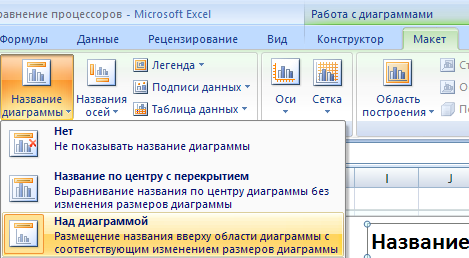 равнение процессоров - Microsoft Excel
Работа с диаграммами
Формулы Данные Рецензирование Вид Конструктор Макет
Название диаграммы
Названия осей
Легенда
Подписи данных
Таблица данных
Оси
Сетка
Область построения
Нет
Не показывать название диаграммы
Название по центру с перекрытием
Выравнивание названия по центру диаграммы без
изменения размеров диаграммы
Над диаграммой
Размещение названия вверху области диаграммы с
соответствующим изменением размеров диаграммы
I J
Название